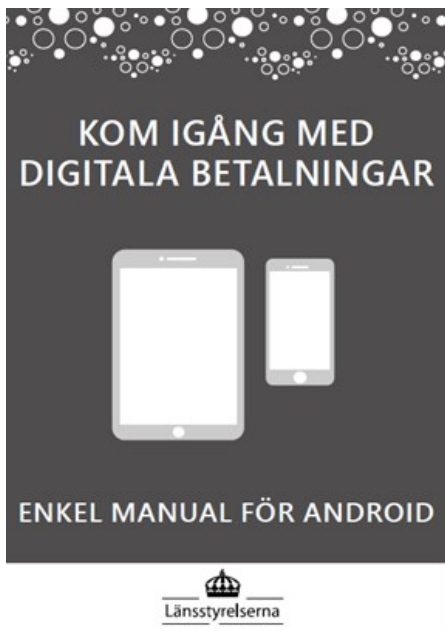 KOM IGÅNG MED
DIGITALA BETALNINGAR
ENKEL MANUAL FÖR ANDROID
Länsstyrelserna